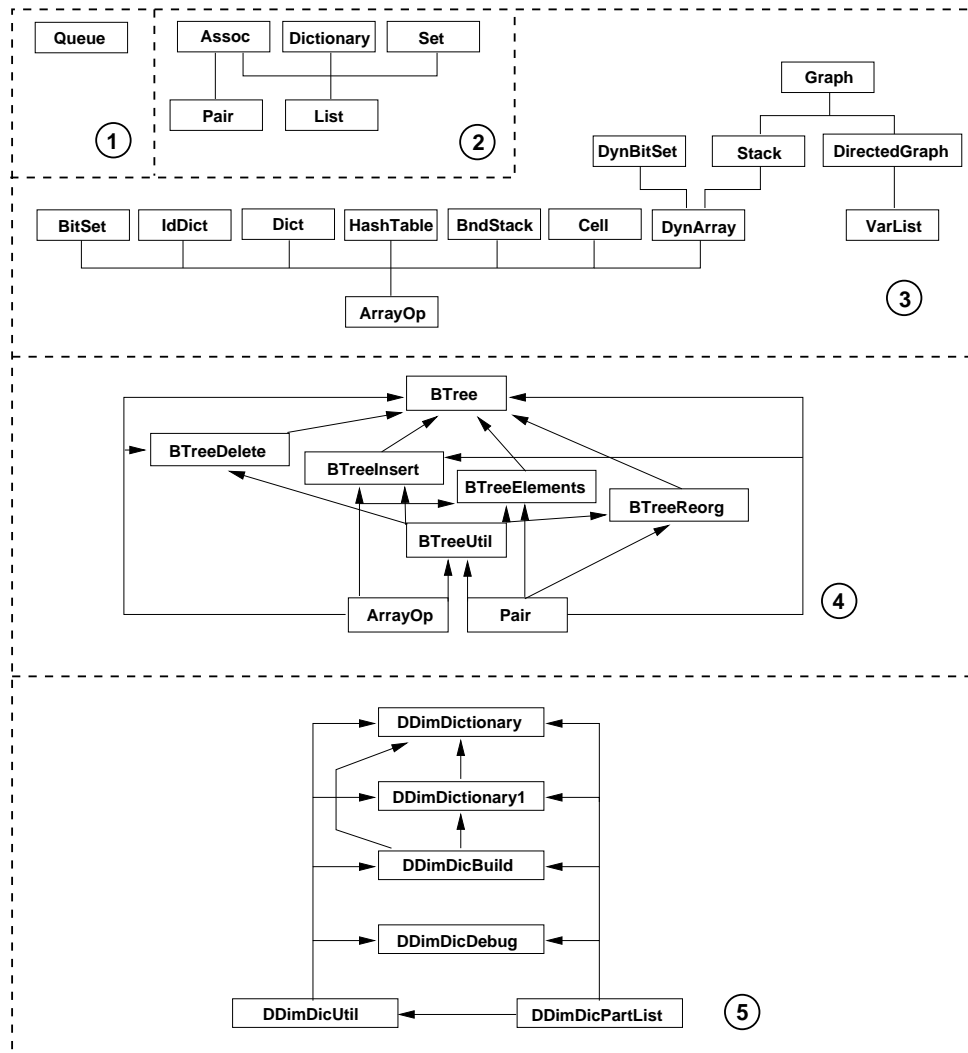 Queue
1
Assoc Dictionary Set
Pair List
2
Graph
DynBitSet Stack DirectedGraph
BitSet IdDict Dict HashTable BndStack Cell DynArray VarList
ArrayOp
3
BTree
BTreeDelete
BTreeInsert
BTreeElements
BTreeReorg
BTreeUtil
ArrayOp Pair
4
DDimDictionary
DDimDictionary1
DDimDicBuild
DDimDicDebug
DDimDicUtil DDimDicPartList
5